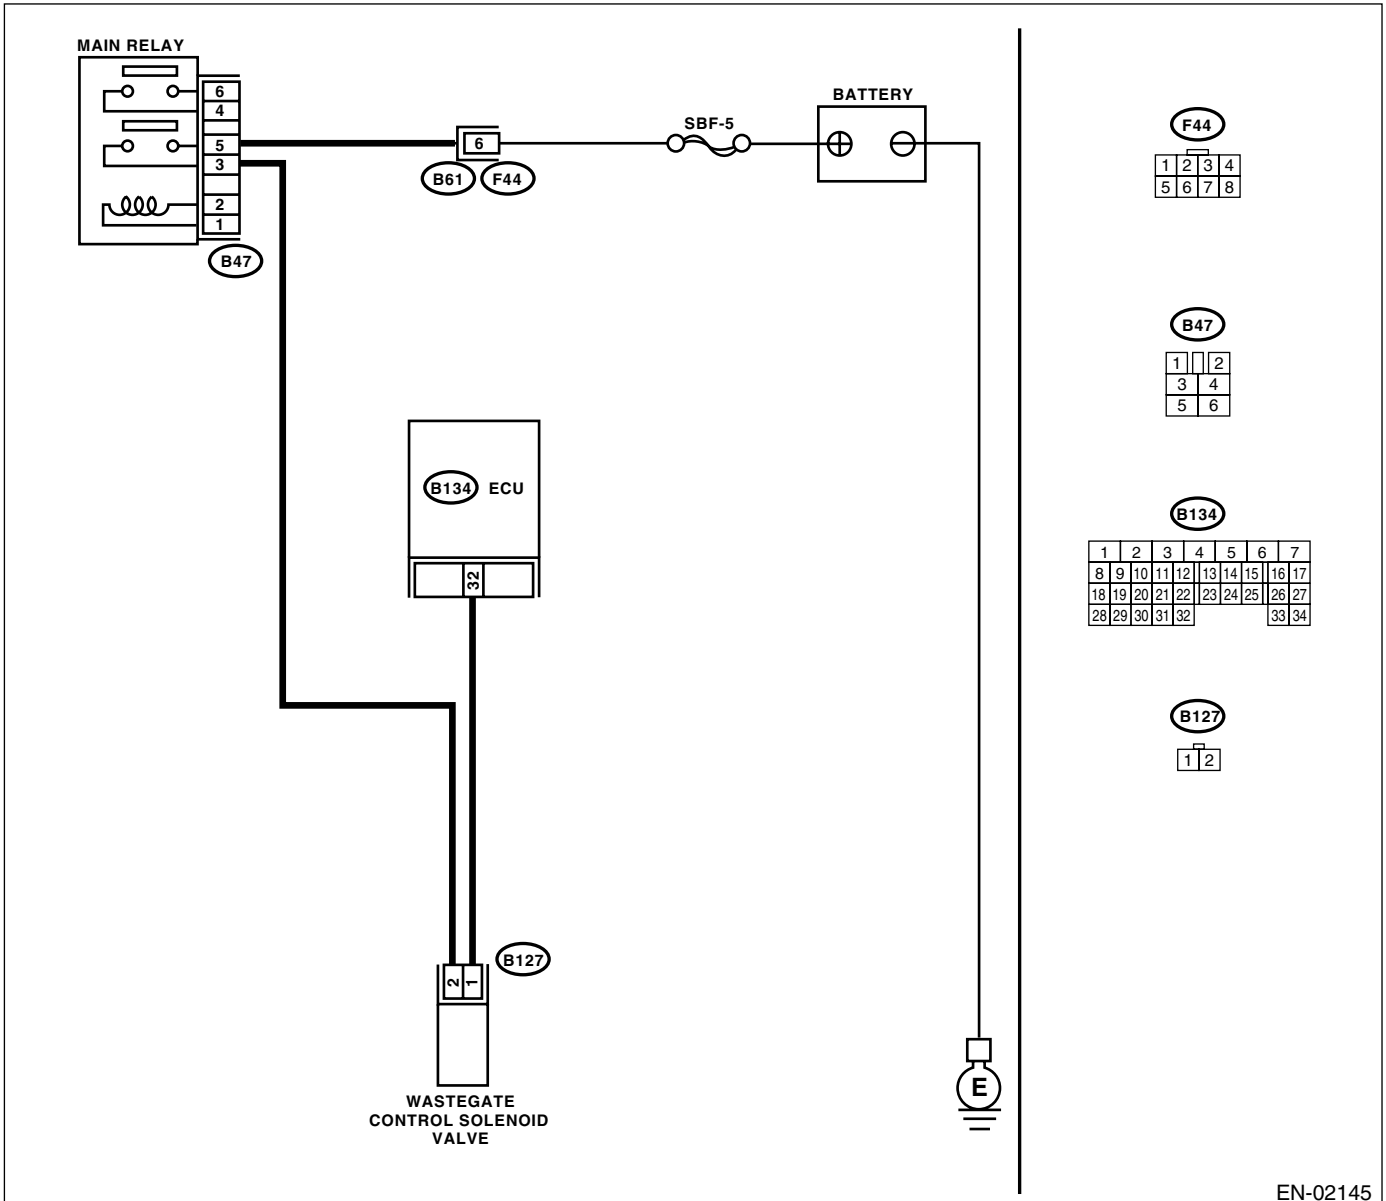 MAIN RELAY
6
4
5
3
2
1
B47
6
B61 F44
SBF-5
BATTERY
B134 ECU
32
2 1
B127
WASTEGATE
CONTROL SOLENOID
VALVE
E
F44
1 2 3 4
5 6 7 8
B47
1 2
3 4
5 6
B134
1 2 3 4 5 6 7
8 9 10 11 12 13 14 15 16 17
18 19 20 21 22 23 24 25 26 27
28 29 30 31 32 33 34
B127
1 2
EN-02145